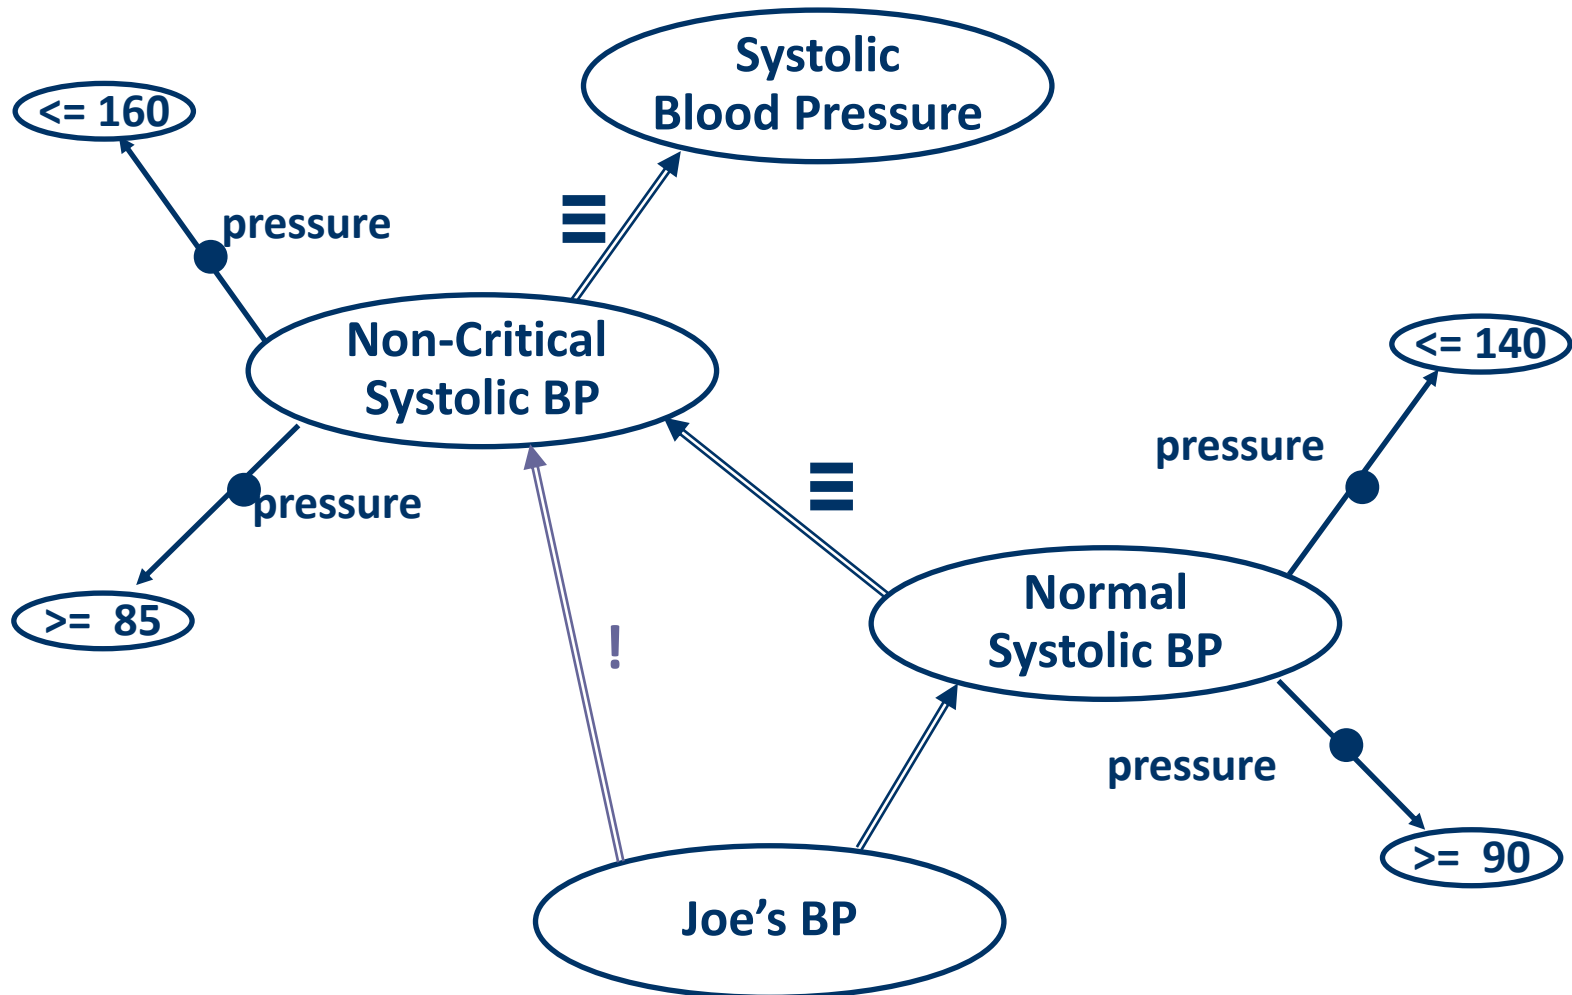 Systolic
Blood Pressure
<= 160
pressure
≡
Non-Critical
Systolic BP
<= 140
pressure
≡
pressure
Normal
Systolic BP
>=  85
!
pressure
>=  90
Joe’s BP